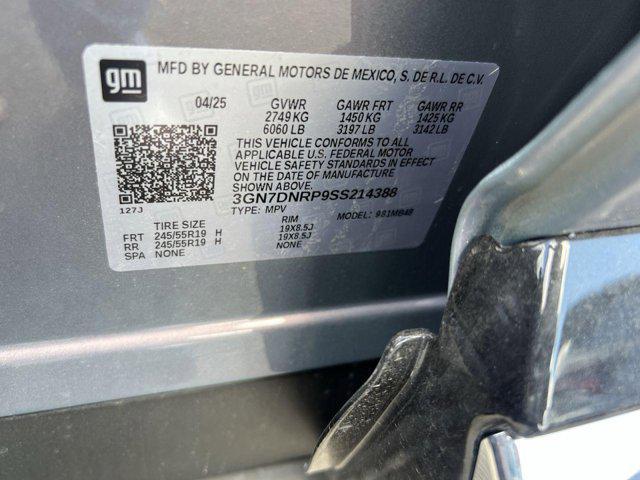 gm MFD BY GENERAL MOTORS DE MEXICO, S. DE R.L. DE C.V.
04/25 GVWR GAWR FRT GAWR RR
2749 KG 1450 KG 1425 KG
6060 LB 3197 LB 3142 LB
THIS VEHICLE CONFORMS TO ALL
APPLICABLE U.S. FEDERAL MOTOR
VEHICLE SAFETY STANDARDS IN EFFECT
ON THE DATE OF MANUFACTURE
SHOWN ABOVE.
3GN7DNRP9SS214388
127J TYPE: MPV MODEL: 981MB48
TIRE SIZE RIM
FRT 245/55R19 H 19X8.5J
RR 245/55R19 H 19X8.5J
SPA NONE NONE